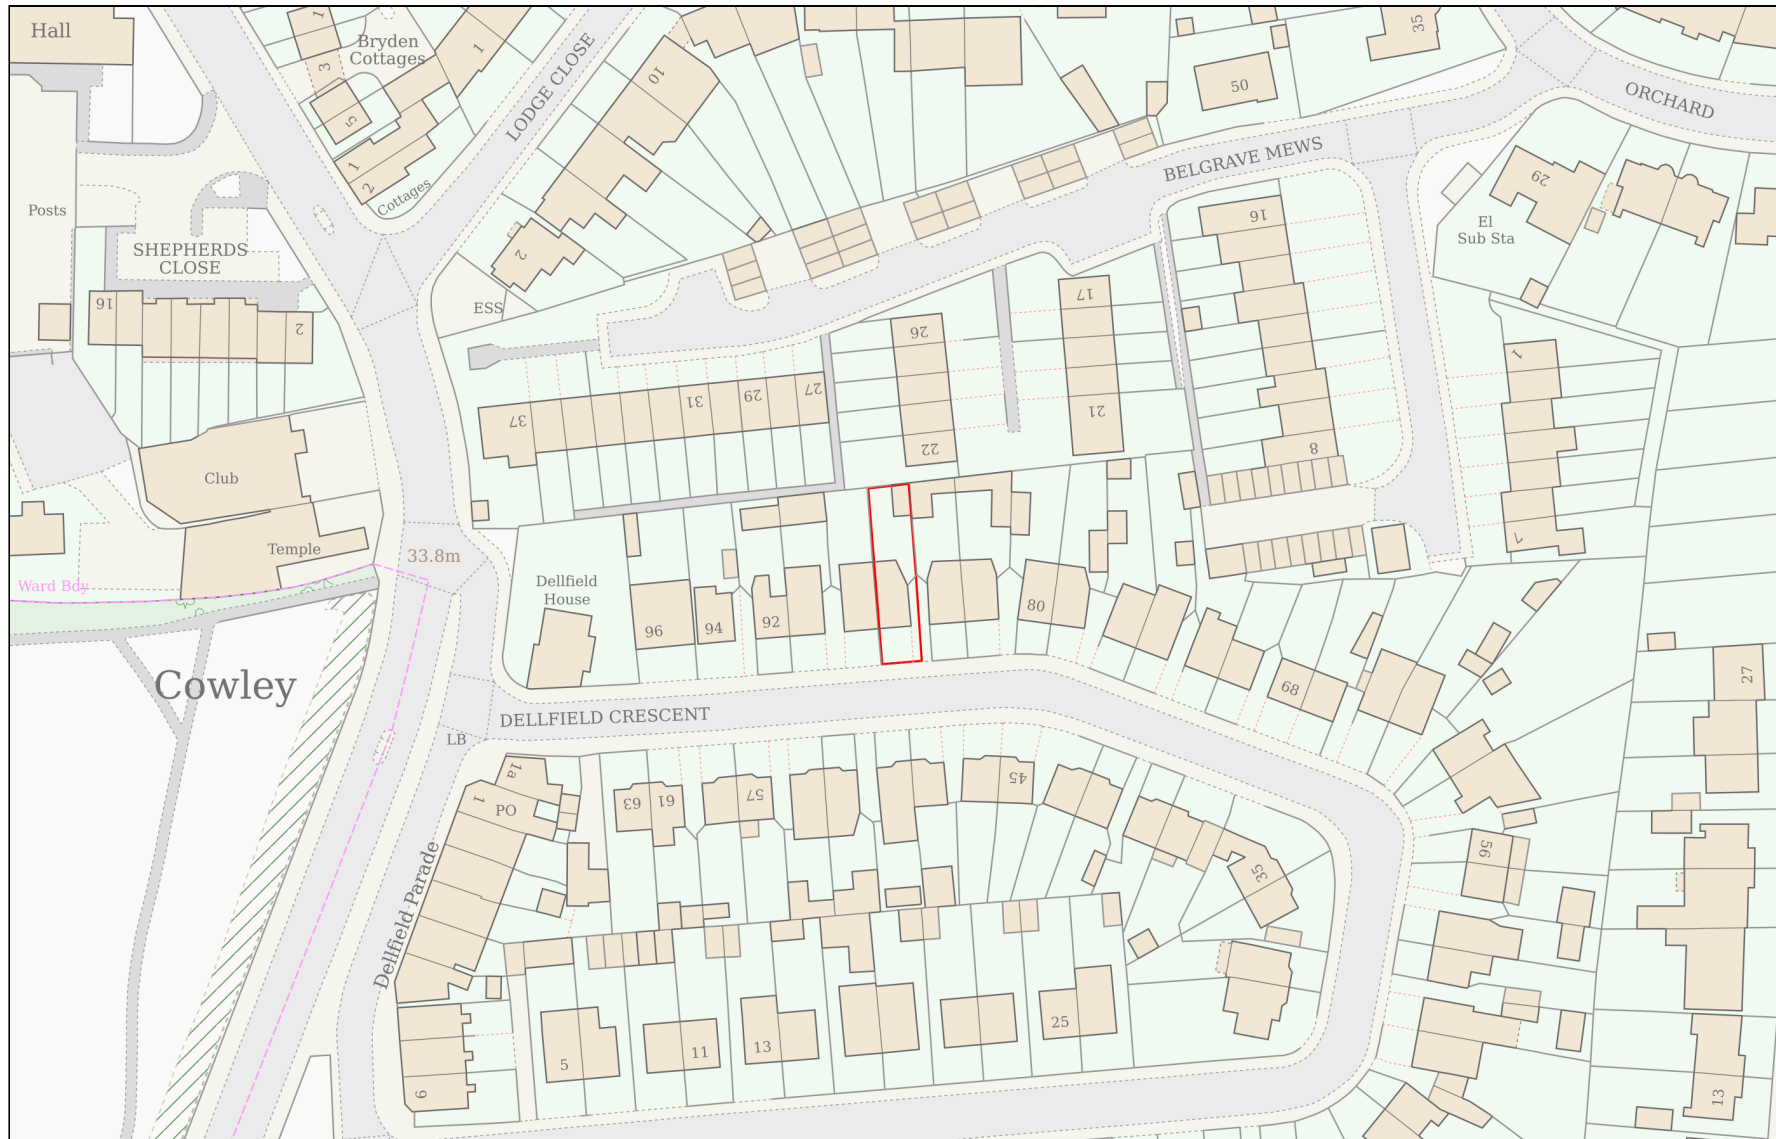 Hall
1
3
5
Bryden
Cottages
1
1
2
Cottages
LODGE CLOSE
10
50
35
ORCHARD
BELGRAVE MEWS
29
El
Sub Sta
Posts
SHEPHERDS
CLOSE
16
2
2
ESS
16
17
26
1
37
31
29
27
21
22
8
7
Club
Temple
33.8m
Ward Bdy
Dellfield
House
96
94
92
80
68
27
Cowley
DELLFIELD CRESCENT
LB
1a
1
PO
63
61
57
45
35
56
Dellfield Parade
9
5
11
13
25
13